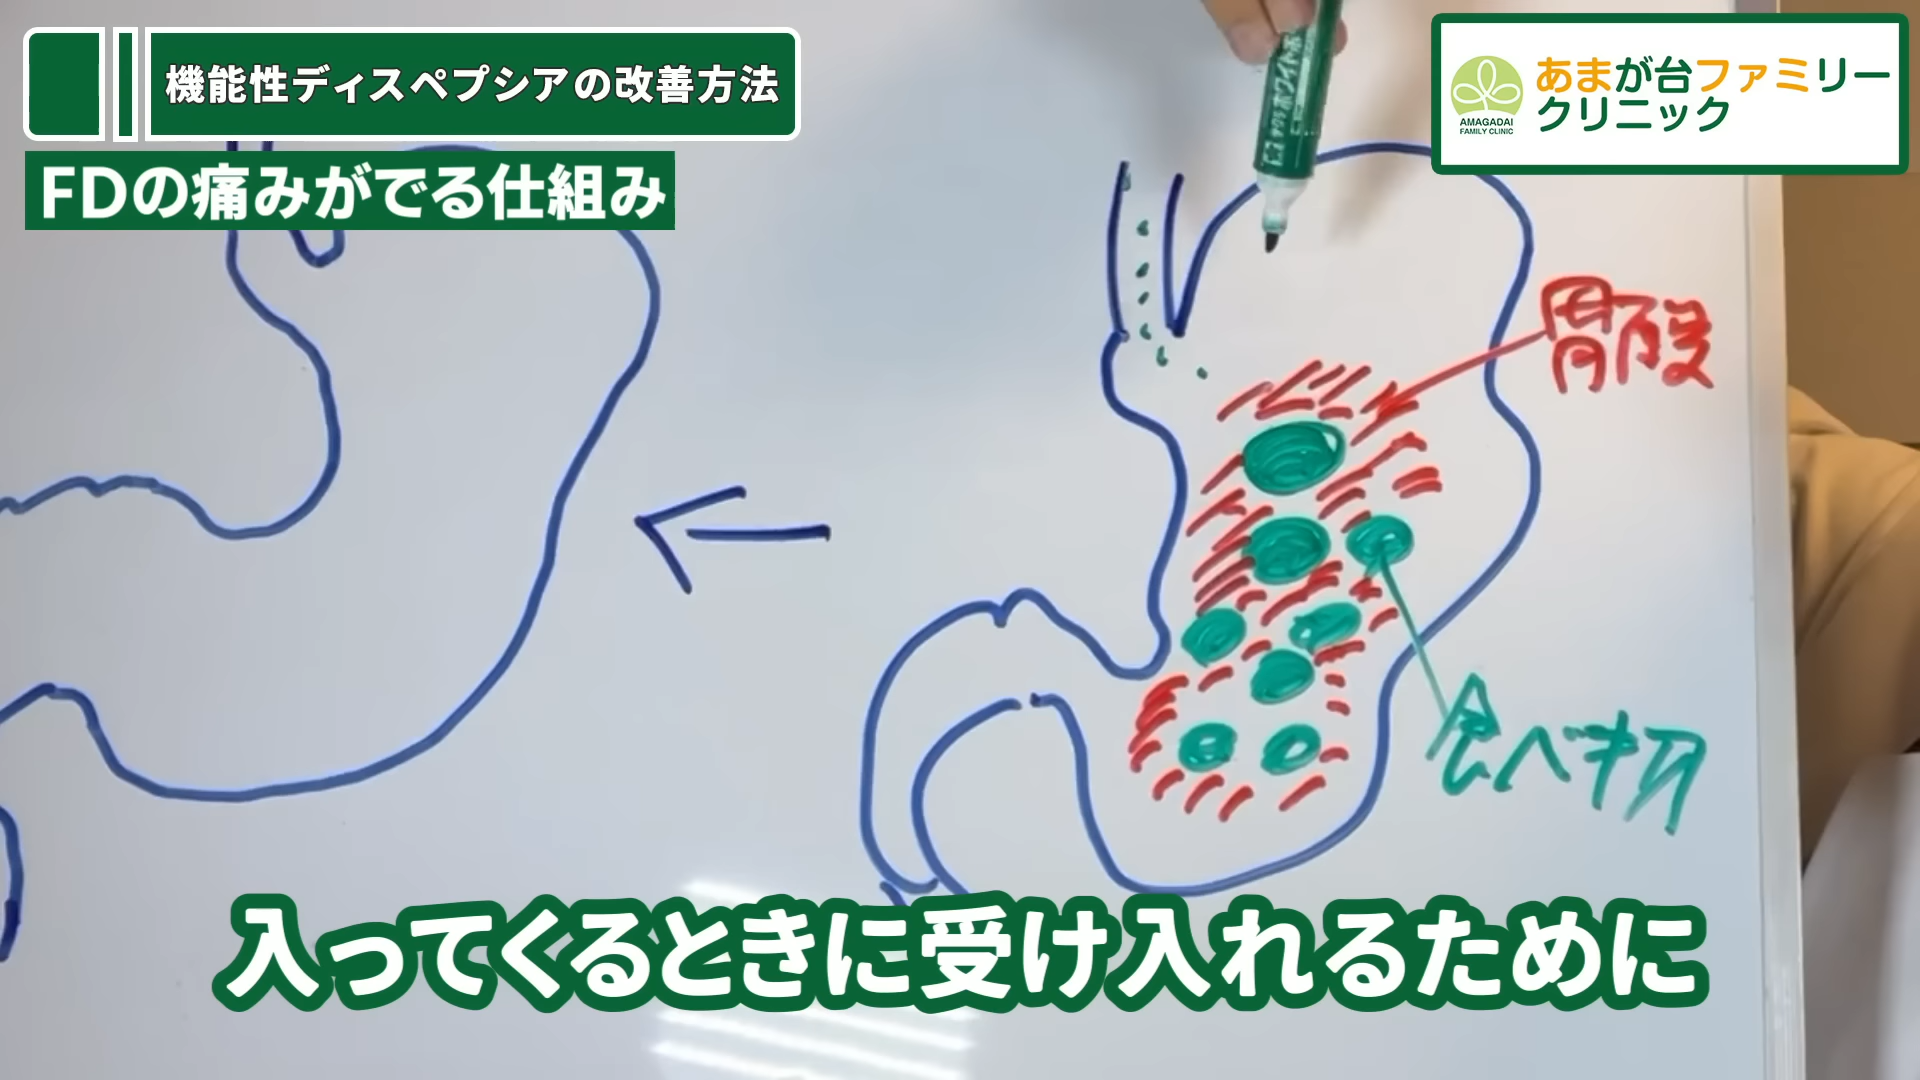 機能性ディスペプシアの改善方法
FDの痛みがでる仕組み
あまが台ファミリー
クリニック
AMAGADAI
FAMILY CLINIC
胃酸
食べ物
入ってくるときに受け入れるために